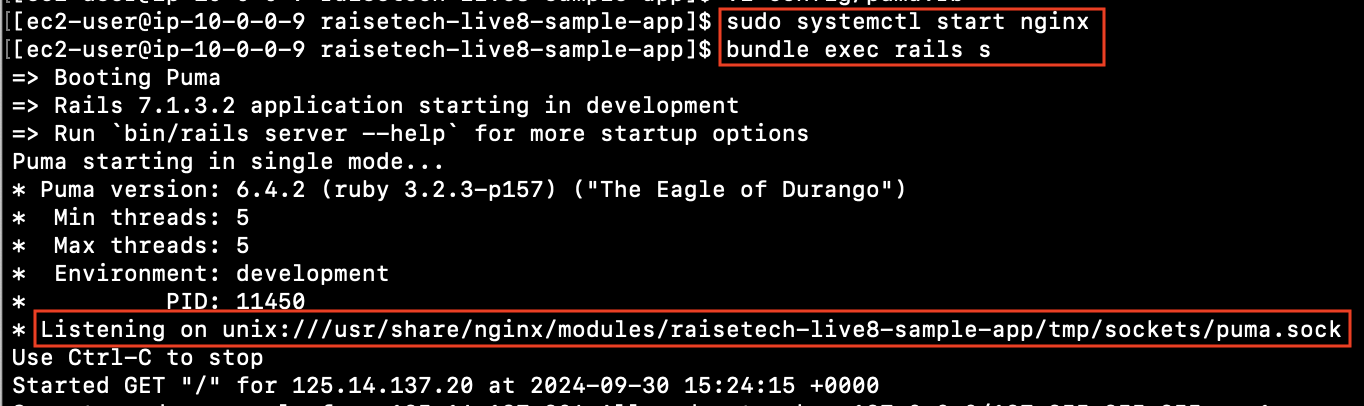 [[ec2-user@ip-10-0-0-9 raisetech-live8-sample-app]$ sudo systemctl start nginx
[[ec2-user@ip-10-0-0-9 raisetech-live8-sample-app]$ bundle exec rails s
=> Booting Puma
=> Rails 7.1.3.2 application starting in development
=> Run `bin/rails server --help` for more startup options
Puma starting in single mode...
* Puma version: 6.4.2 (ruby 3.2.3-p157) ("The Eagle of Durango")
*  Min threads: 5
*  Max threads: 5
*  Environment: development
*          PID: 11450
* Listening on unix:///usr/share/nginx/modules/raisetech-live8-sample-app/tmp/sockets/puma.sock
Use Ctrl-C to stop
Started GET "/" for 125.14.137.20 at 2024-09-30 15:24:15 +0000